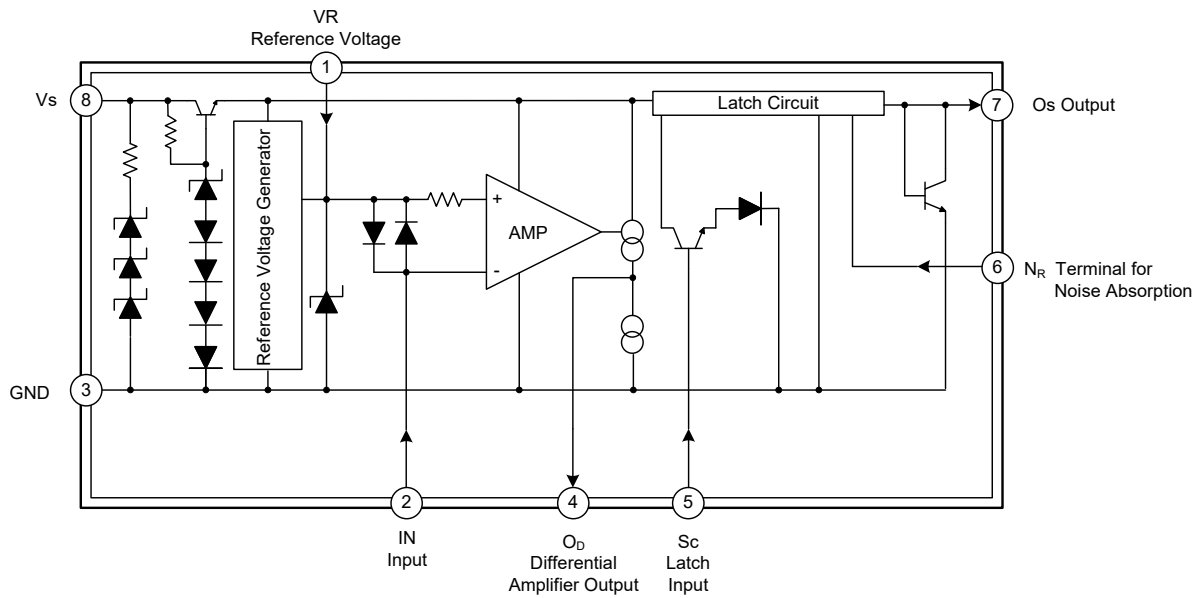 VR
Reference Voltage
1
Vs
8
Latch Circuit
7
Os Output
Reference Voltage Generator
+
AMP
-
6
NR Terminal for
Noise Absorption
GND
3
2
4
5
IN
Input
OD
Differential
Amplifier Output
Sc
Latch
Input